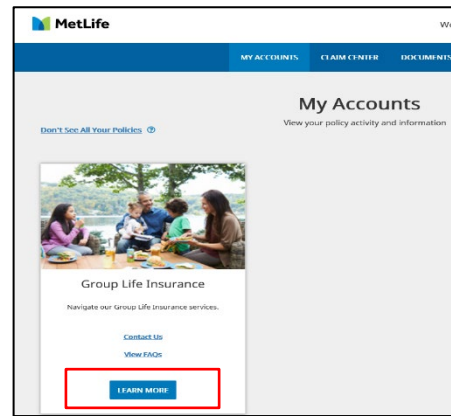 MetLife
We
MY ACCOUNTS CLAIM CENTER DOCUMENTS
My Accounts
View your policy activity and information
Don't See All Your Policies ?
Group Life Insurance
Navigate our Group Life Insurance services.
Contact Us
View FAQs
LEARN MORE